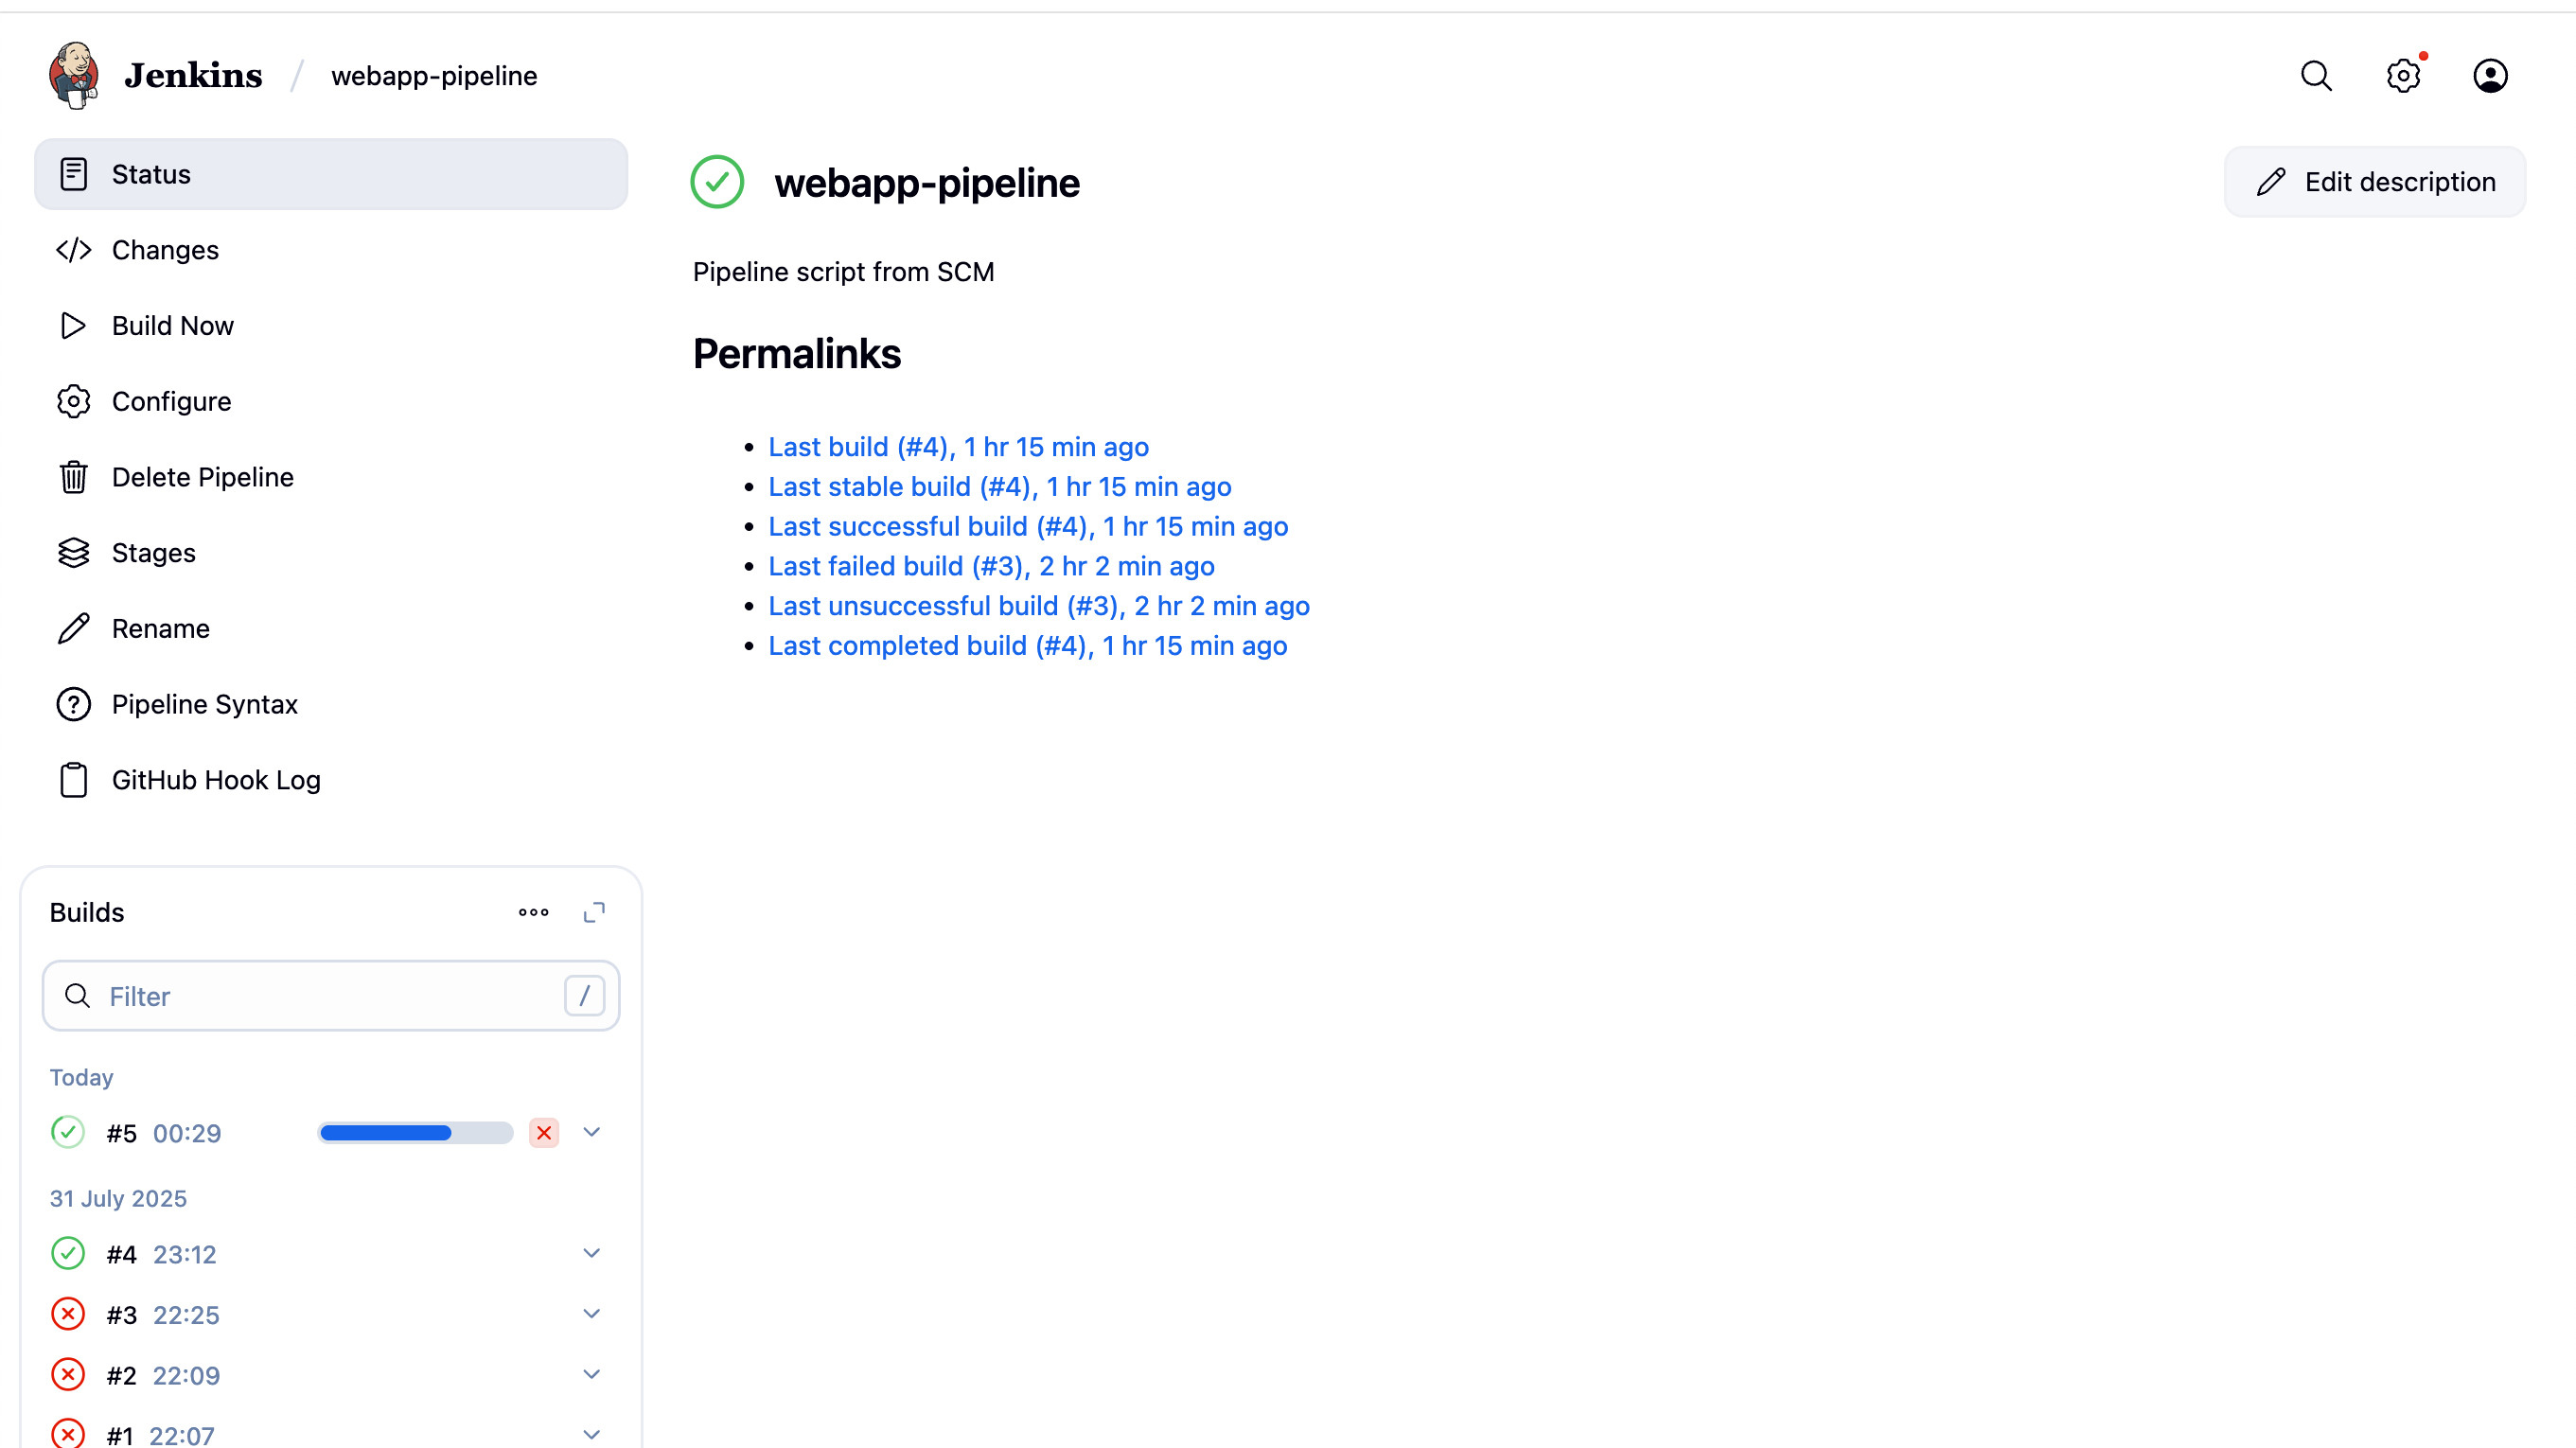 Jenkins / webapp-pipeline
Status
Changes
Build Now
Configure
Delete Pipeline
Stages
Rename
Pipeline Syntax
GitHub Hook Log
Builds
Filter /
Today
#5 00:29
31 July 2025
#4 23:12
#3 22:25
#2 22:09
#1 22:07
webapp-pipeline
Edit description
Pipeline script from SCM
Permalinks
Last build (#4), 1 hr 15 min ago
Last stable build (#4), 1 hr 15 min ago
Last successful build (#4), 1 hr 15 min ago
Last failed build (#3), 2 hr 2 min ago
Last unsuccessful build (#3), 2 hr 2 min ago
Last completed build (#4), 1 hr 15 min ago